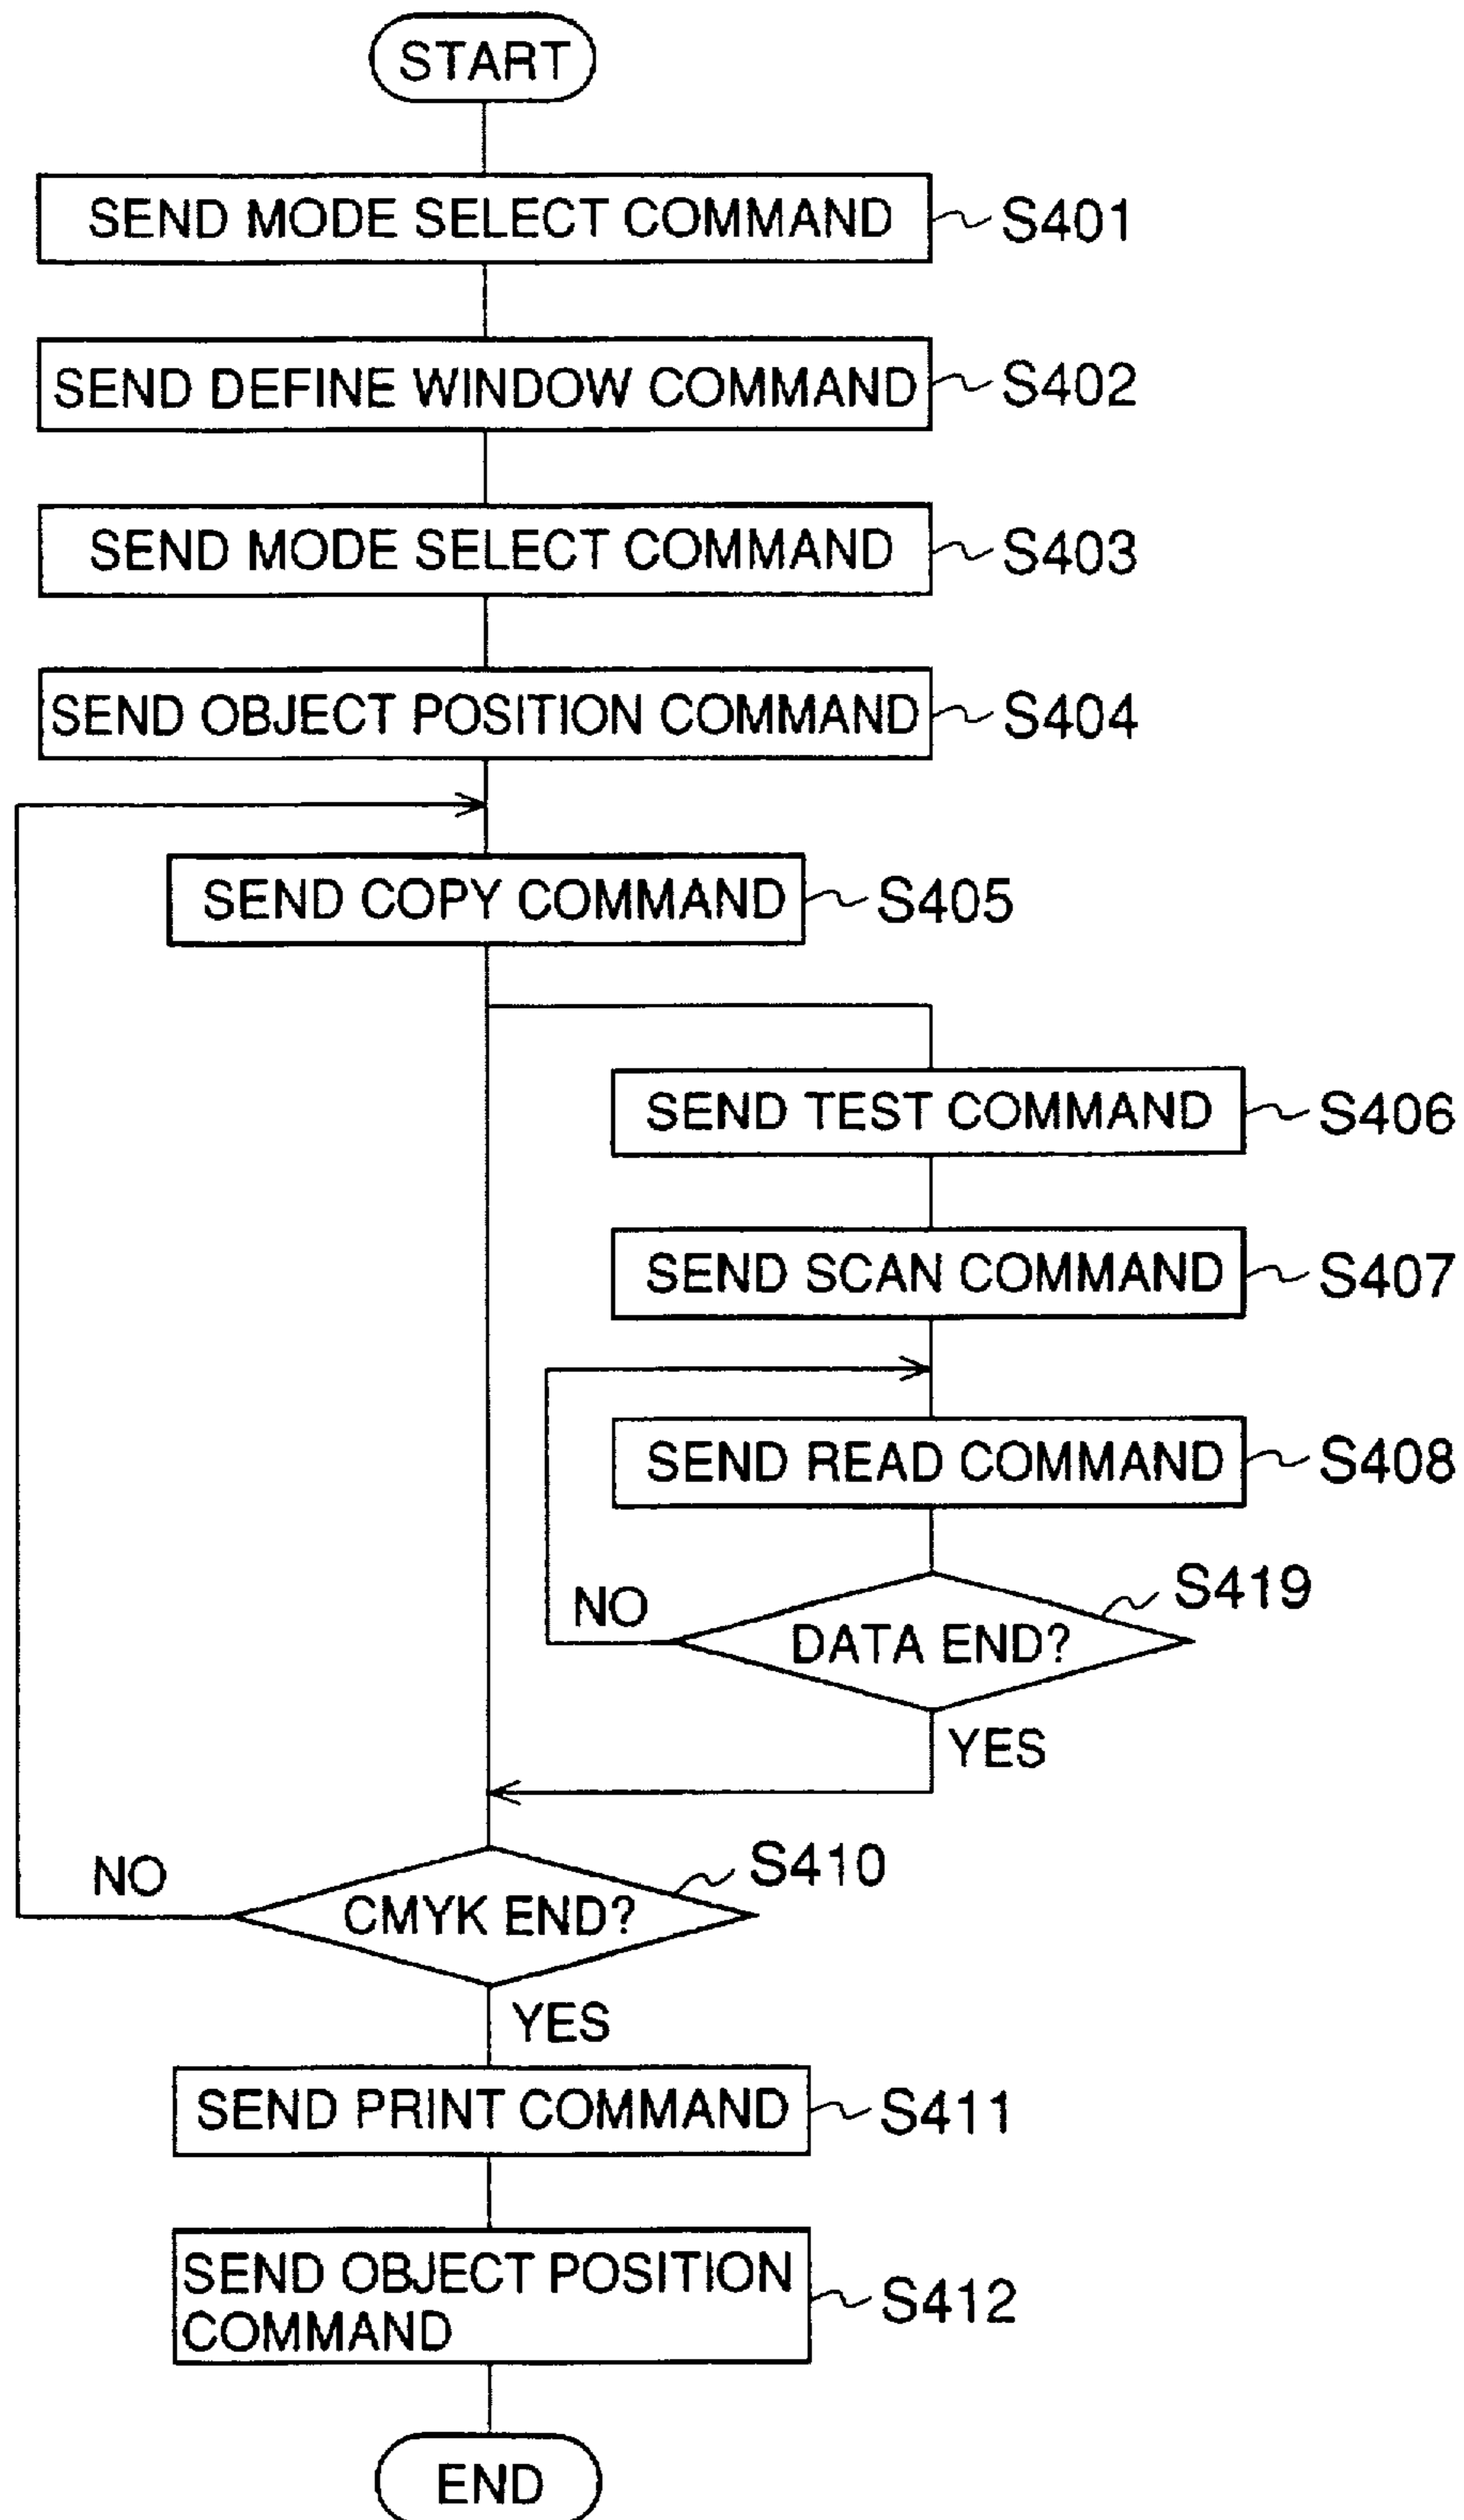 START
SEND MODE SELECT COMMAND
S401
SEND DEFINE WINDOW COMMAND
S402
SEND MODE SELECT COMMAND
S403
SEND OBJECT POSITION COMMAND
S404
SEND COPY COMMAND
S405
SEND TEST COMMAND
S406
SEND SCAN COMMAND
S407
SEND READ COMMAND
S408
S419
NO
DATA END?
YES
S410
NO
CMYK END?
YES
SEND PRINT COMMAND
S411
SEND OBJECT POSITION
COMMAND
S412
END